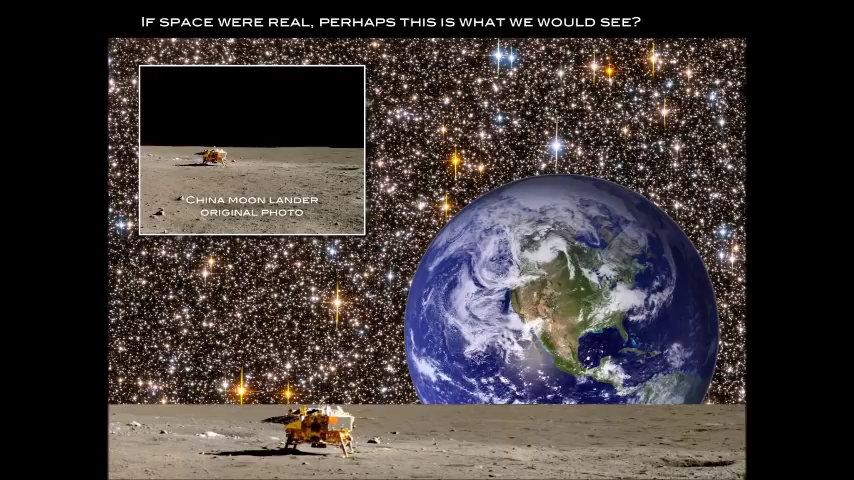 If space were real, perhaps this is what we would see?
*China moon lander
original photo